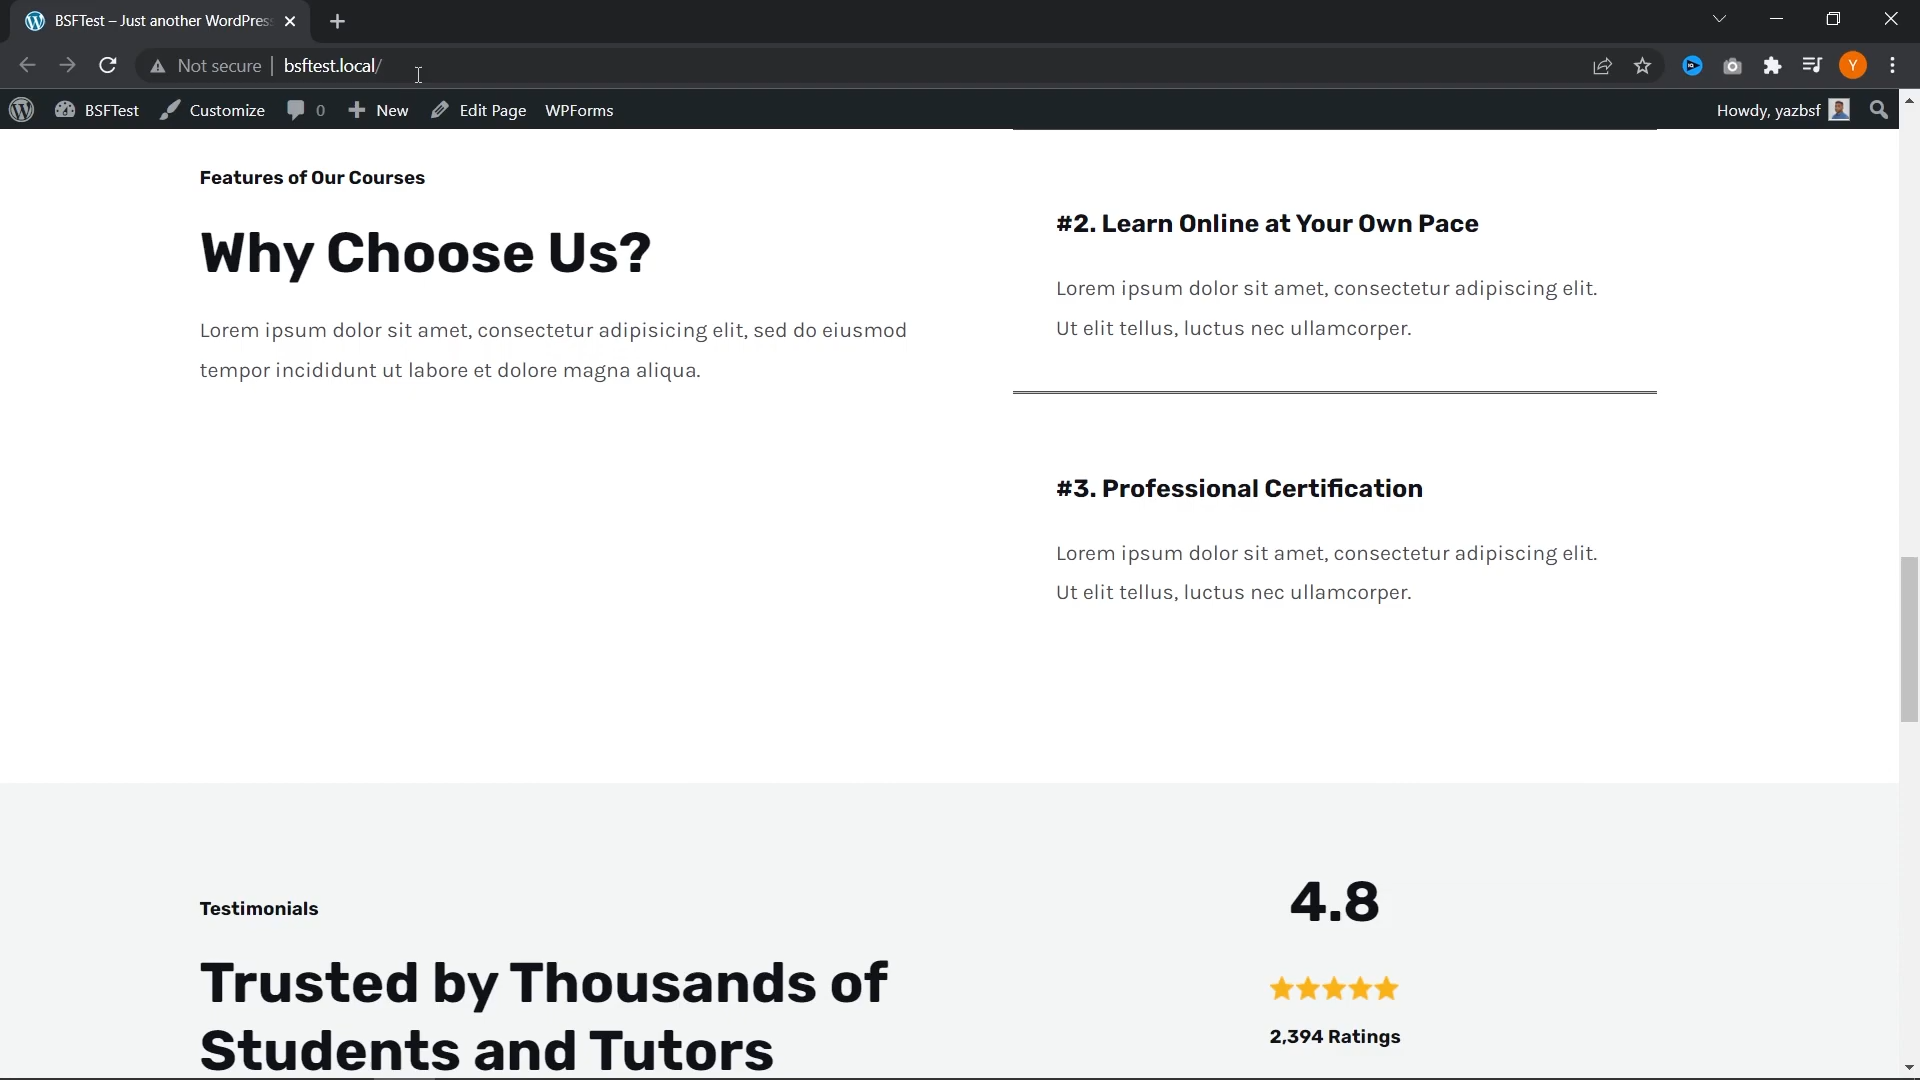 BSFTest – Just another WordPres
Not secure
bsftest.local/
Y
BSFTest
Customize
0
New
Edit Page
WPForms
Howdy, yazbsf
Features of Our Courses
Why Choose Us?
Lorem ipsum dolor sit amet, consectetur adipisicing elit, sed do eiusmod
tempor incididunt ut labore et dolore magna aliqua.
#2. Learn Online at Your Own Pace
Lorem ipsum dolor sit amet, consectetur adipiscing elit.
Ut elit tellus, luctus nec ullamcorper.
#3. Professional Certification
Lorem ipsum dolor sit amet, consectetur adipiscing elit.
Ut elit tellus, luctus nec ullamcorper.
Testimonials
Trusted by Thousands of
Students and Tutors
4.8
2,394 Ratings